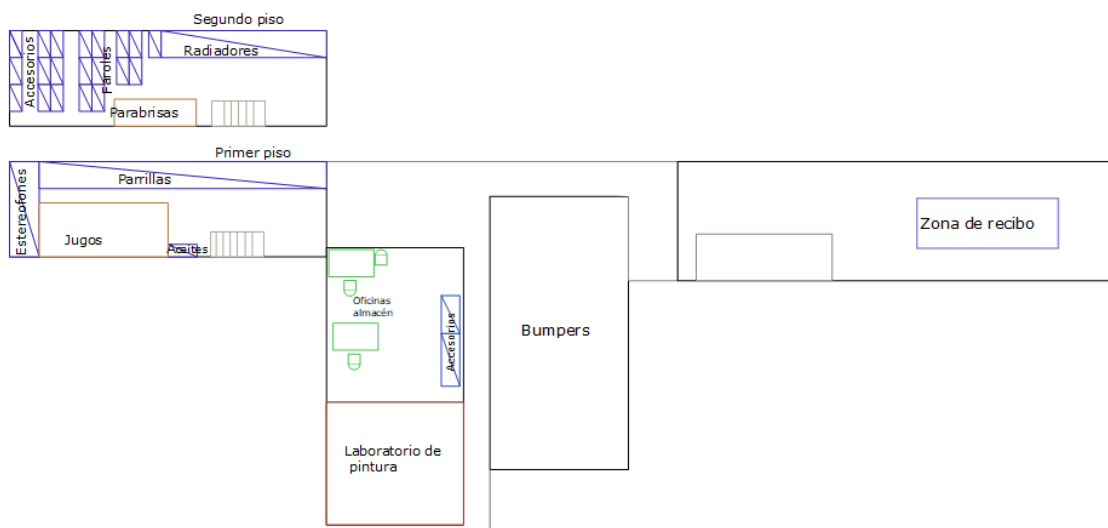 Segundo piso
Accesorios
Faroles
Radiadores
Parabrisas
Primer piso
Estereofones
Parrillas
Jugos
Aceites
Zona de recibo
Oficinas
almacén
Accesorios
Bumpers
Laboratorio de
pintura